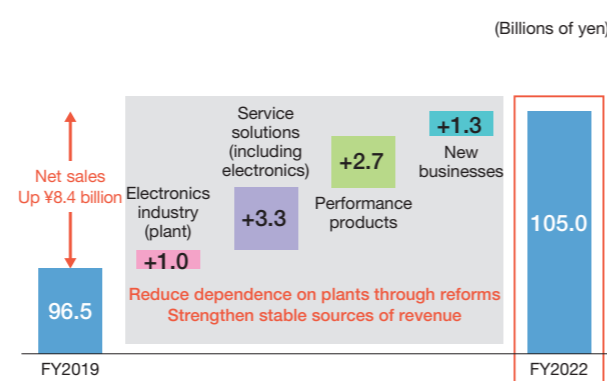 (Billions of yen)
Net sales
Up ¥8.4 billion
96.5
FY2019
Electronics
industry
(plant)
+1.0
Service
solutions
(including
electronics)
+3.3
+2.7
Performance
products
+1.3
New
businesses
Reduce dependence on plants through reforms
Strengthen stable sources of revenue
105.0
FY2022